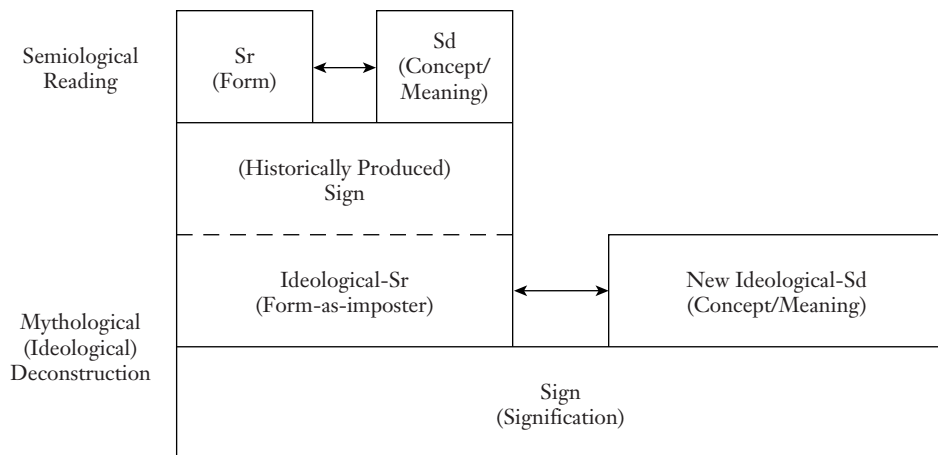 Semiological
Reading
Sr
(Form)
Sd
(Concept/
Meaning)
(Historically Produced)
Sign
Mythological
(Ideological)
Deconstruction
Ideological-Sr
(Form-as-imposter)
New Ideological-Sd
(Concept/Meaning)
Sign
(Signification)